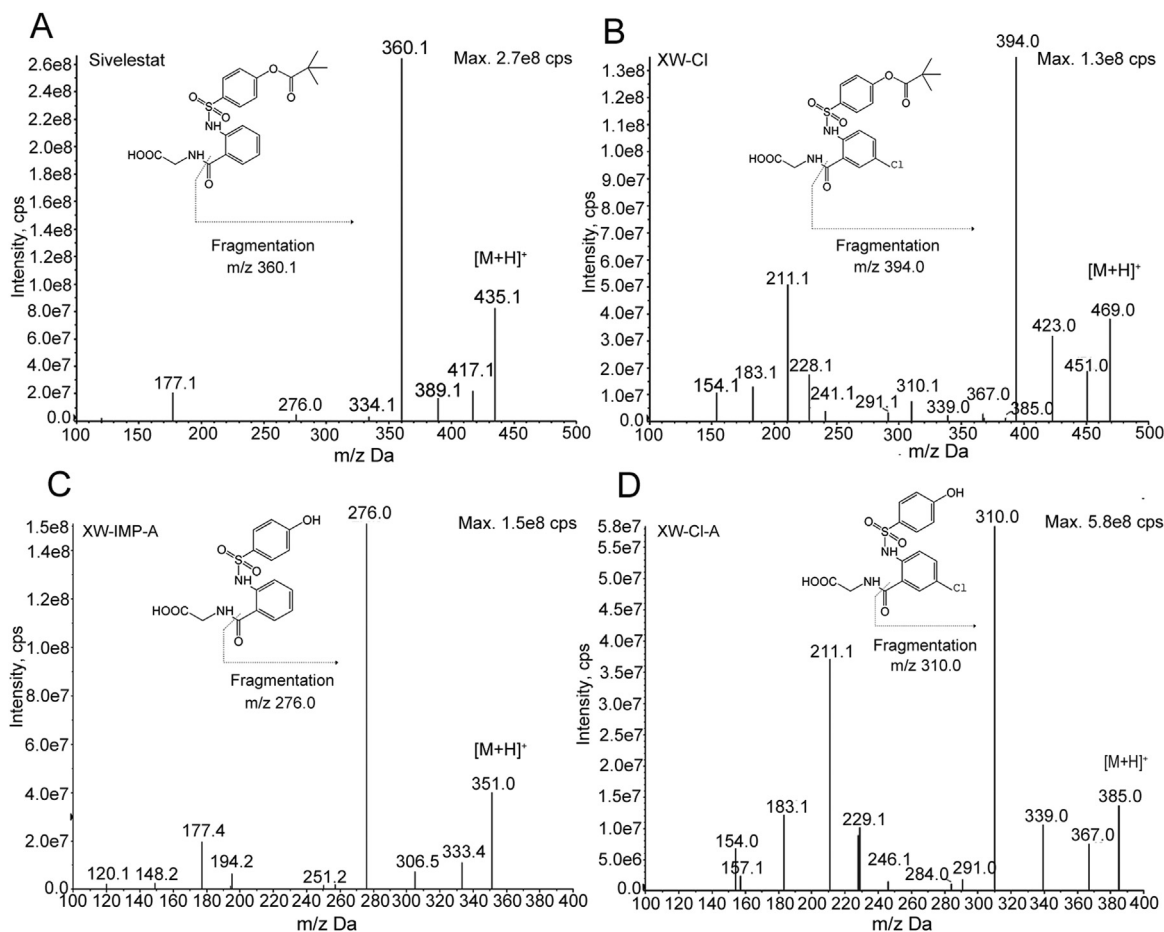 A
Sivelestat
360.1
Max. 2.7e8 cps
2.6e8
2.4e8
2.2e8
2.0e8
1.8e8
1.6e8
1.4e8
1.2e8
1.0e8
8.0e7
6.0e7
4.0e7
2.0e7
0.0
Intensity, cps
O
O
O
S
O
NH
HOOC
NH
O
Fragmentation
m/z 360.1
[M+H]+
435.1
417.1
389.1
334.1
276.0
177.1
100 150 200 250 300 350 400 450 500
m/z Da
B
XW-Cl
394.0
Max. 1.3e8 cps
1.3e8
1.2e8
1.1e8
1.0e8
9.0e7
8.0e7
7.0e7
6.0e7
5.0e7
4.0e7
3.0e7
2.0e7
1.0e7
0.0
Intensity, cps
O
O
O
S
O
NH
HOOC
NH
Cl
O
Fragmentation
m/z 394.0
[M+H]+
469.0
451.0
423.0
385.0
367.0
339.0
310.1
291.1
241.1
228.1
211.1
183.1
154.1
100 150 200 250 300 350 400 450 500
m/z Da
C
XW-IMP-A
276.0
Max. 1.5e8 cps
1.5e8
1.4e8
1.2e8
1.0e8
8.0e7
6.0e7
4.0e7
2.0e7
0.0
Intensity, cps
OH
O
S
O
NH
HOOC
NH
O
Fragmentation
m/z 276.0
[M+H]+
351.0
333.4
306.5
251.2
194.2
177.4
148.2
120.1
100 120 140 160 180 200 220 240 260 280 300 320 340 360 380 400
m/z Da
D
XW-Cl-A
310.0
Max. 5.8e8 cps
5.8e7
5.5e7
5.0e7
4.5e7
4.0e7
3.5e7
3.0e7
2.5e7
2.0e7
1.5e7
1.0e7
5.0e6
0.0
Intensity, cps
OH
O
S
O
NH
HOOC
NH
Cl
O
Fragmentation
m/z 310.0
[M+H]+
385.0
367.0
339.0
291.0
284.0
246.1
229.1
211.1
183.1
157.1
154.0
100 120 140 160 180 200 220 240 260 280 300 320 340 360 380 400
m/z Da